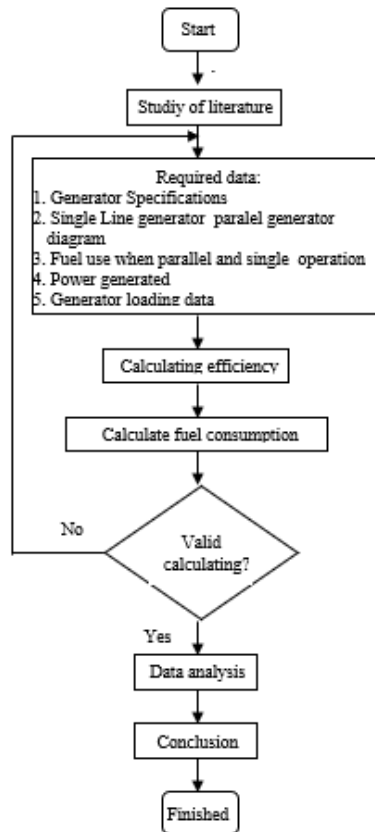 Start
Studiy of literature
Required data:
1. Generator Specifications
2. Single Line generator paralel generator
diagram
3. Fuel use when parallel and single operation
4. Power generated
5. Generator loading data
Calculating efficiency
Calculate fuel consumption
Valid
calculating?
No
Yes
Data analysis
Conclusion
Finished